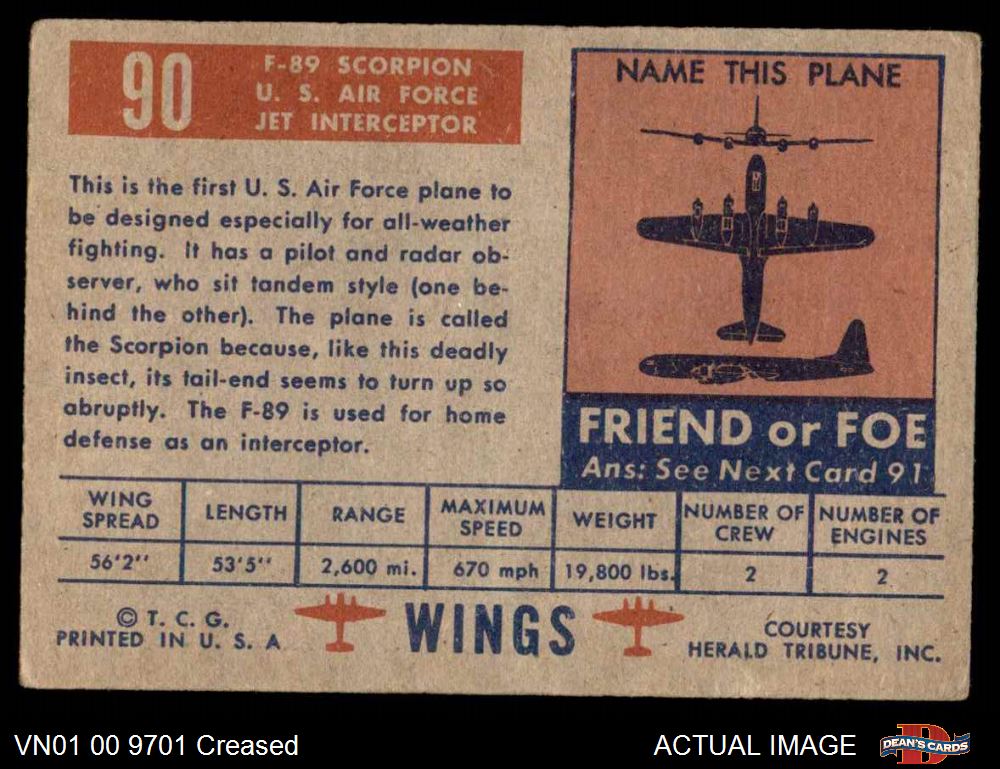 90
F-89 SCORPION
U. S. AIR FORCE
JET INTERCEPTOR
This is the first U. S. Air Force plane to
be designed especially for all-weather
fighting. It has a pilot and radar ob-
server, who sit tandem style (one be-
hind the other). The plane is called
the Scorpion because, like this deadly
insect, its tail-end seems to turn up so
abruptly. The F-89 is used for home
defense as an interceptor.
NAME THIS PLANE
FRIEND or FOE
Ans: See Next Card 91
WING SPREAD LENGTH RANGE MAXIMUM SPEED WEIGHT NUMBER OF CREW NUMBER OF ENGINES
56'2'' 53'5'' 2,600 mi. 670 mph 19,800 lbs. 2 2
© T. C. G.
PRINTED IN U. S. A
WINGS
COURTESY
HERALD TRIBUNE, INC.
VN01 00 9701 Creased
ACTUAL IMAGE
DEAN'S CARDS